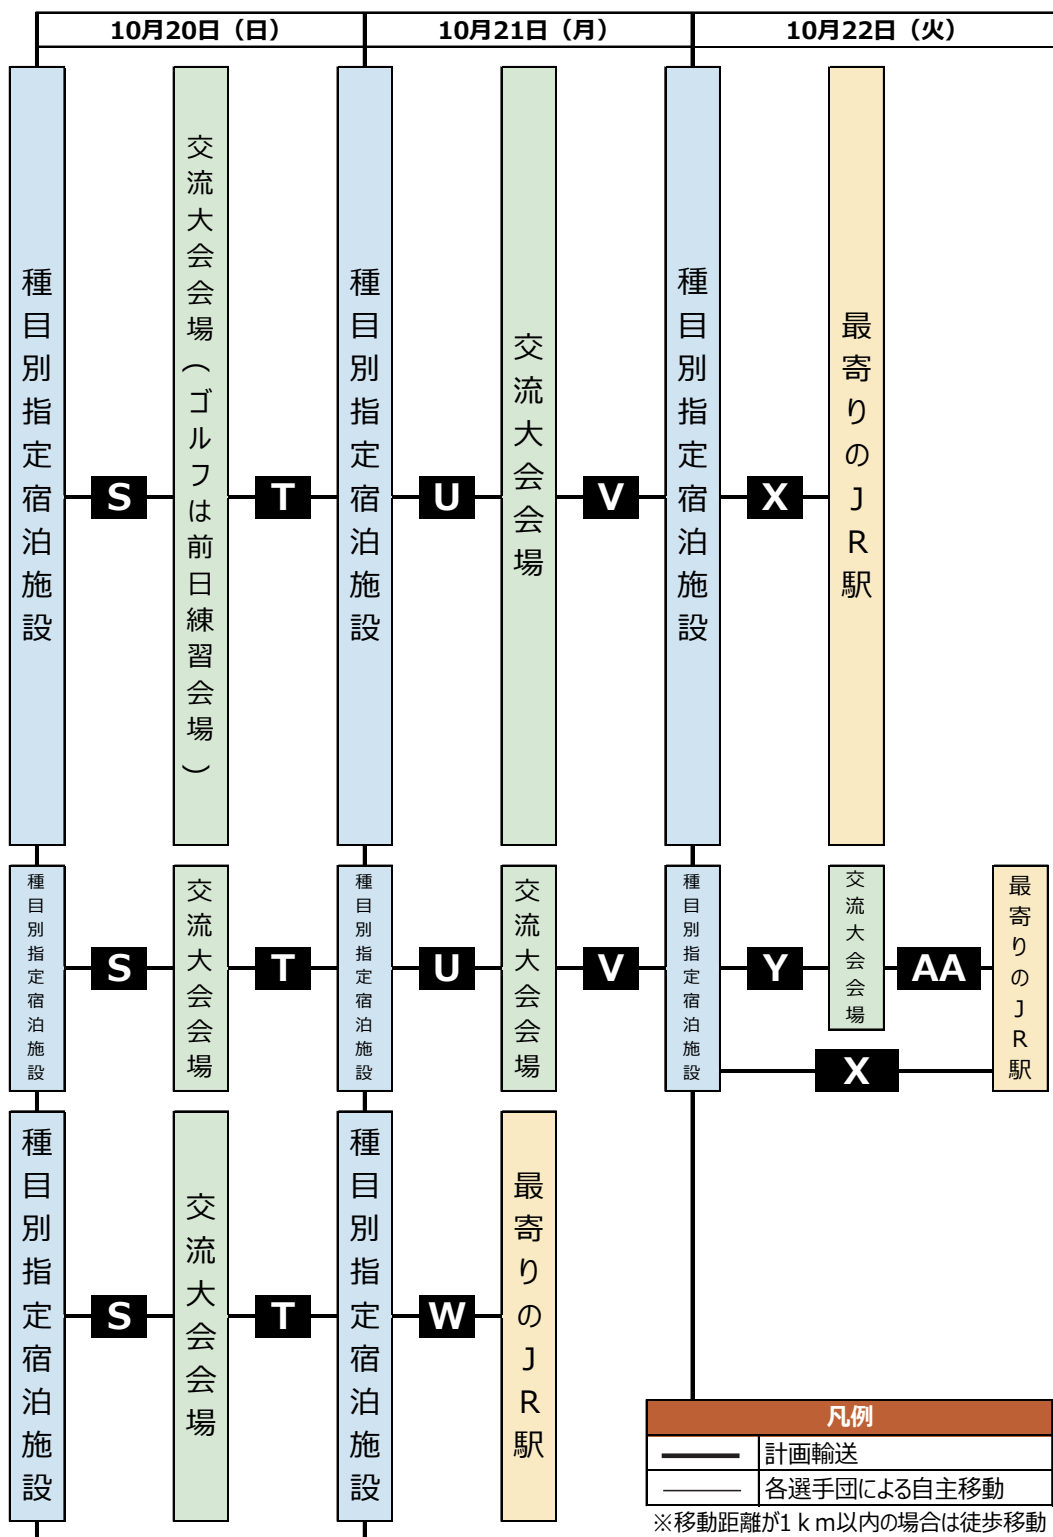 10月20日（日）
10月21日（月）
10月22日（火）
種目別指定宿泊施設
S
交流大会会場（ゴルフは前日練習会場）
T
種目別指定宿泊施設
U
交流大会会場
V
種目別指定宿泊施設
X
最寄りのJR駅
種目別指定宿泊施設
S
交流大会会場
T
種目別指定宿泊施設
U
交流大会会場
V
種目別指定宿泊施設
Y
交流大会会場
AA
最寄りのJR駅
X
種目別指定宿泊施設
S
交流大会会場
T
種目別指定宿泊施設
W
最寄りのJR駅
凡例
計画輸送
各選手団による自主移動
※移動距離が1ｋｍ以内の場合は徒歩移動